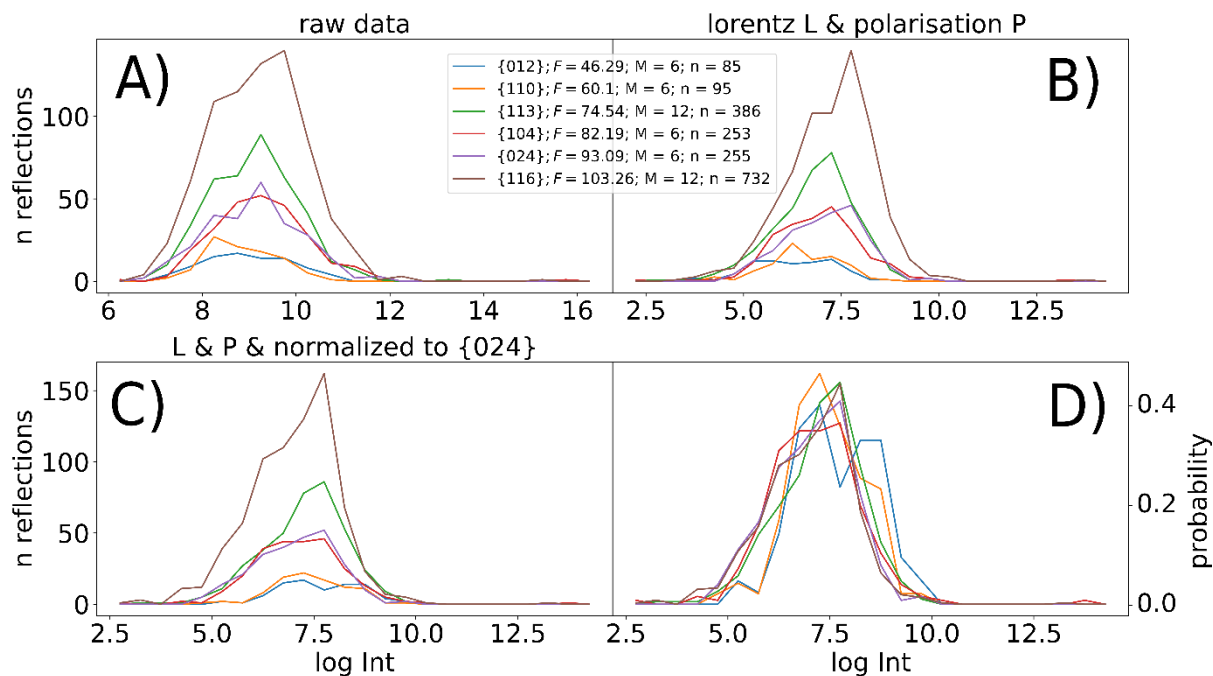 raw data
lorentz L & polarisation P
A)
B)
{012}; F = 46.29; M = 6; n = 85
{110}; F = 60.1; M = 6; n = 95
{113}; F = 74.54; M = 12; n = 386
{104}; F = 82.19; M = 6; n = 253
{024}; F = 93.09; M = 6; n = 255
{116}; F = 103.26; M = 12; n = 732
n reflections
100
50
0
6
8
10
12
14
16
2.5
5.0
7.5
10.0
12.5
L & P & normalized to {024}
C)
D)
n reflections
150
100
50
0
0.4
0.2
0.0
probability
2.5
5.0
7.5
10.0
12.5
2.5
5.0
7.5
10.0
12.5
log Int
log Int